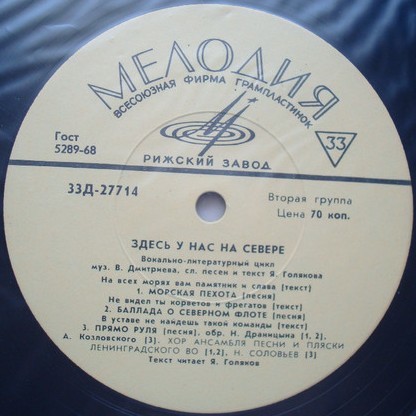 МЕЛОДИЯ
ВСЕСОЮЗНАЯ ФИРМА ГРАМПЛАСТИНОК
33
Гост
5289-68
РИЖСКИЙ ЗАВОД
33Д-27714
Вторая группа
Цена 70 коп.
ЗДЕСЬ У НАС НА СЕВЕРЕ
Вокально-литературный цикл
муз. В. Дмитриева, сл. песен и текст Я. Голякова
На всех морях вам памятник и слава (текст)
1. МОРСКАЯ ПЕХОТА (песня)
Не видел ты корветов и фрегатов (текст)
2. БАЛЛАДА О СЕВЕРНОМ ФЛОТЕ (песня)
В уставе не найдешь такой команды (текст)
3. ПРЯМО РУЛЯ (песня), обр. Н. Драницына (1, 2),
А. Козловского (3). ХОР АНСАМБЛЯ ПЕСНИ И ПЛЯСКИ
ЛЕНИНГРАДСКОГО ВО (1,2), Н. СОЛОВЬЕВ (3)
Текст читает Я. Голяков